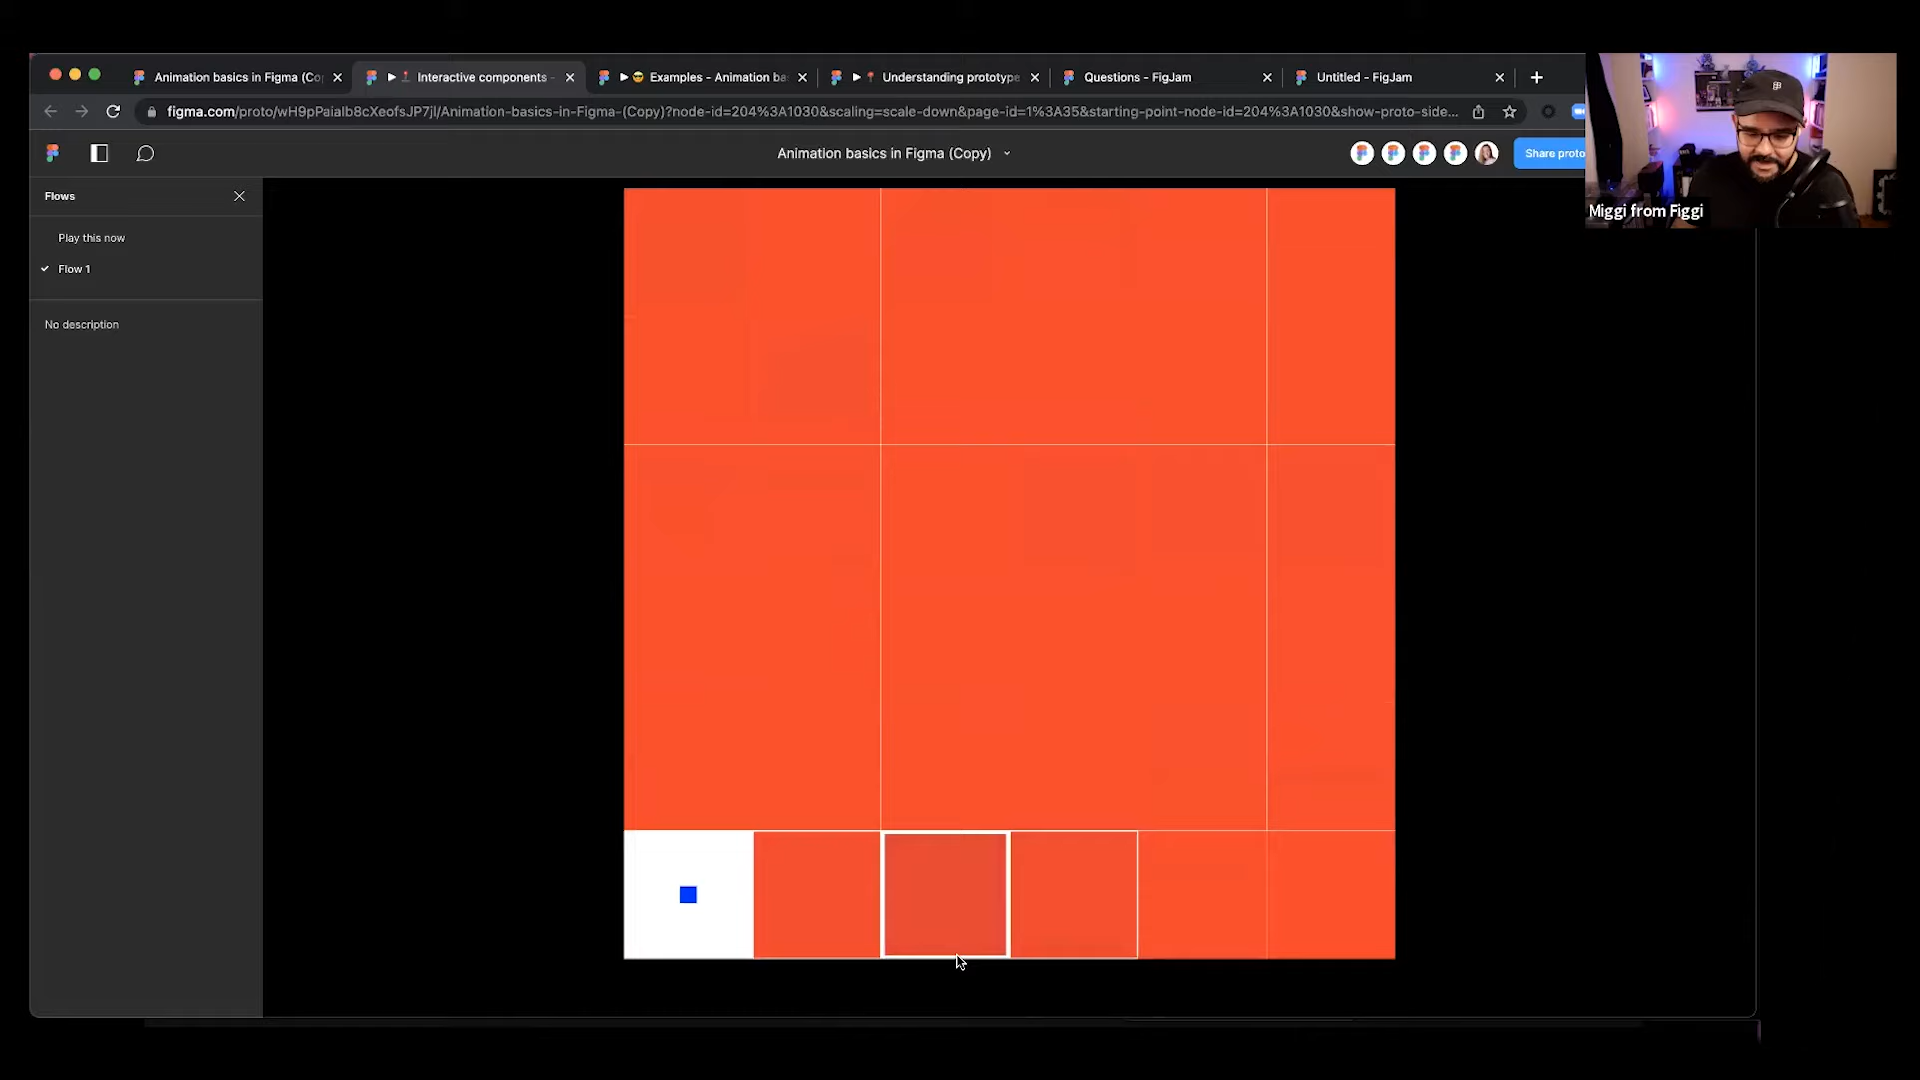 Animation basics in Figma (Co
Interactive components -
Examples - Animation ba
Understanding prototype
Questions - FigJam
Untitled - FigJam
figma.com/proto/wH9pPaialb8cXeofsJP7jl/Animation-basics-in-Figma-(Copy)?node-id=204%3A1030&scaling=scale-down&page-id=1%3A35&starting-point-node-id=204%3A1030&show-proto-side...
Animation basics in Figma (Copy)
Share proto
Miggi from Figgi
Flows
Play this now
Flow 1
No description